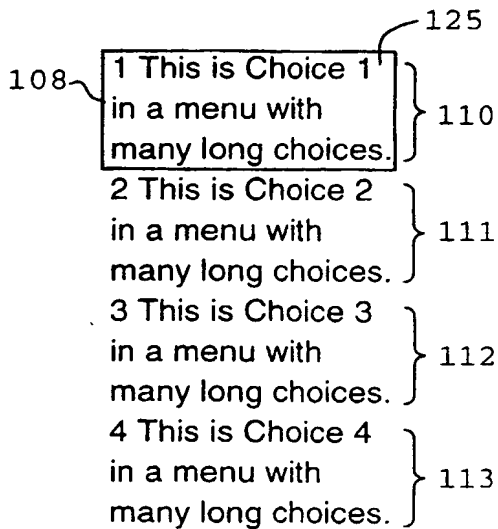 125
108
1 This is Choice 1
in a menu with
many long choices.
110
2 This is Choice 2
in a menu with
many long choices.
111
3 This is Choice 3
in a menu with
many long choices.
112
4 This is Choice 4
in a menu with
many long choices.
113